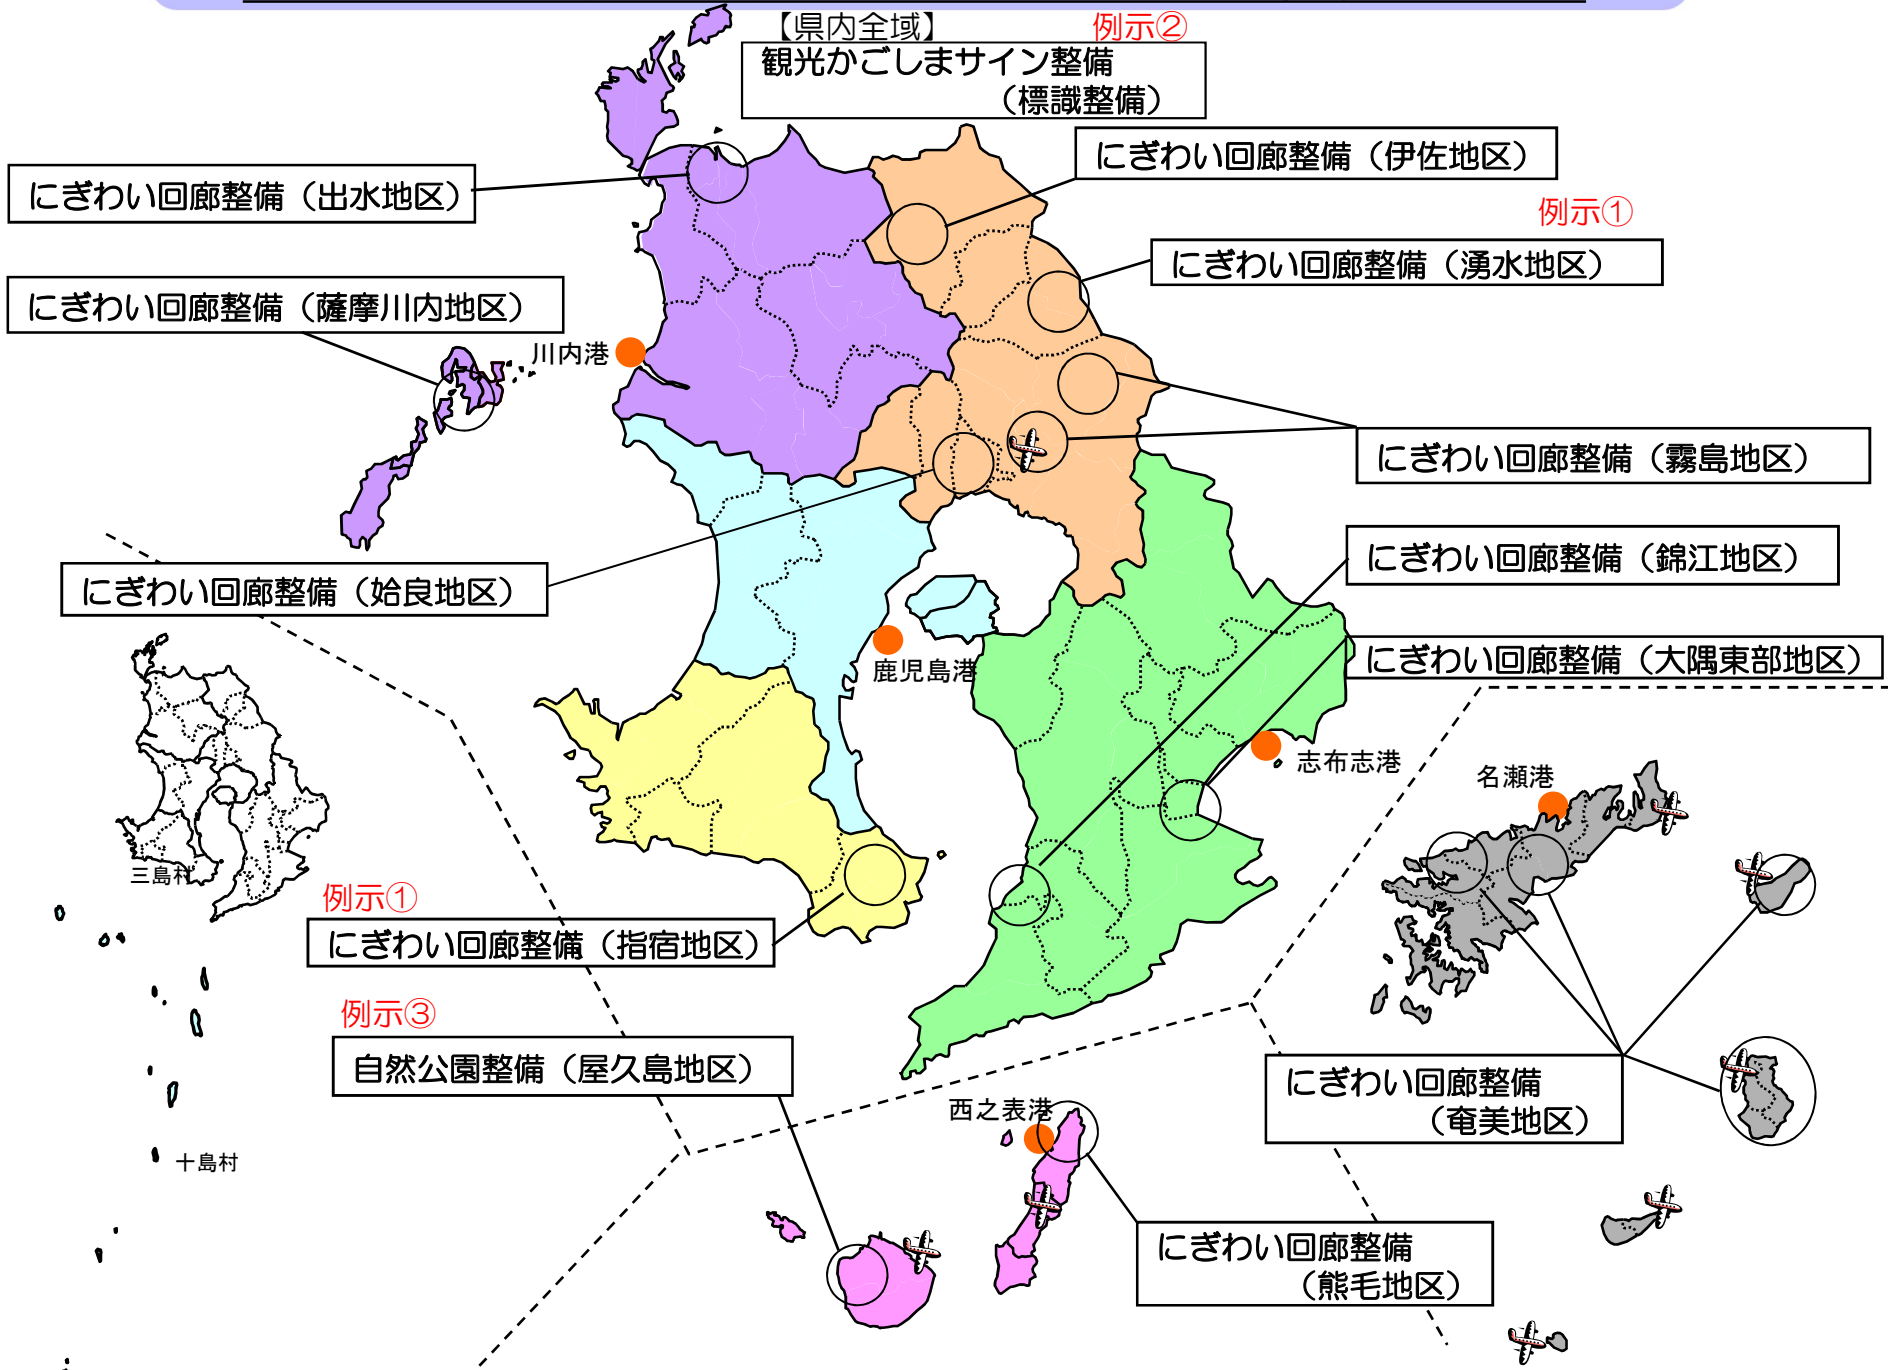 【県内全域】
例示②
観光かごしまサイン整備
（標識整備）
にぎわい回廊整備（伊佐地区）
にぎわい回廊整備（出水地区）
例示①
にぎわい回廊整備（湧水地区）
にぎわい回廊整備（薩摩川内地区）
川内港
にぎわい回廊整備（霧島地区）
にぎわい回廊整備（錦江地区）
にぎわい回廊整備（姶良地区）
鹿児島港
にぎわい回廊整備（大隅東部地区）
志布志港
名瀬港
三島村
例示①
にぎわい回廊整備（指宿地区）
例示③
自然公園整備（屋久島地区）
にぎわい回廊整備
（奄美地区）
西之表港
十島村
にぎわい回廊整備
（熊毛地区）